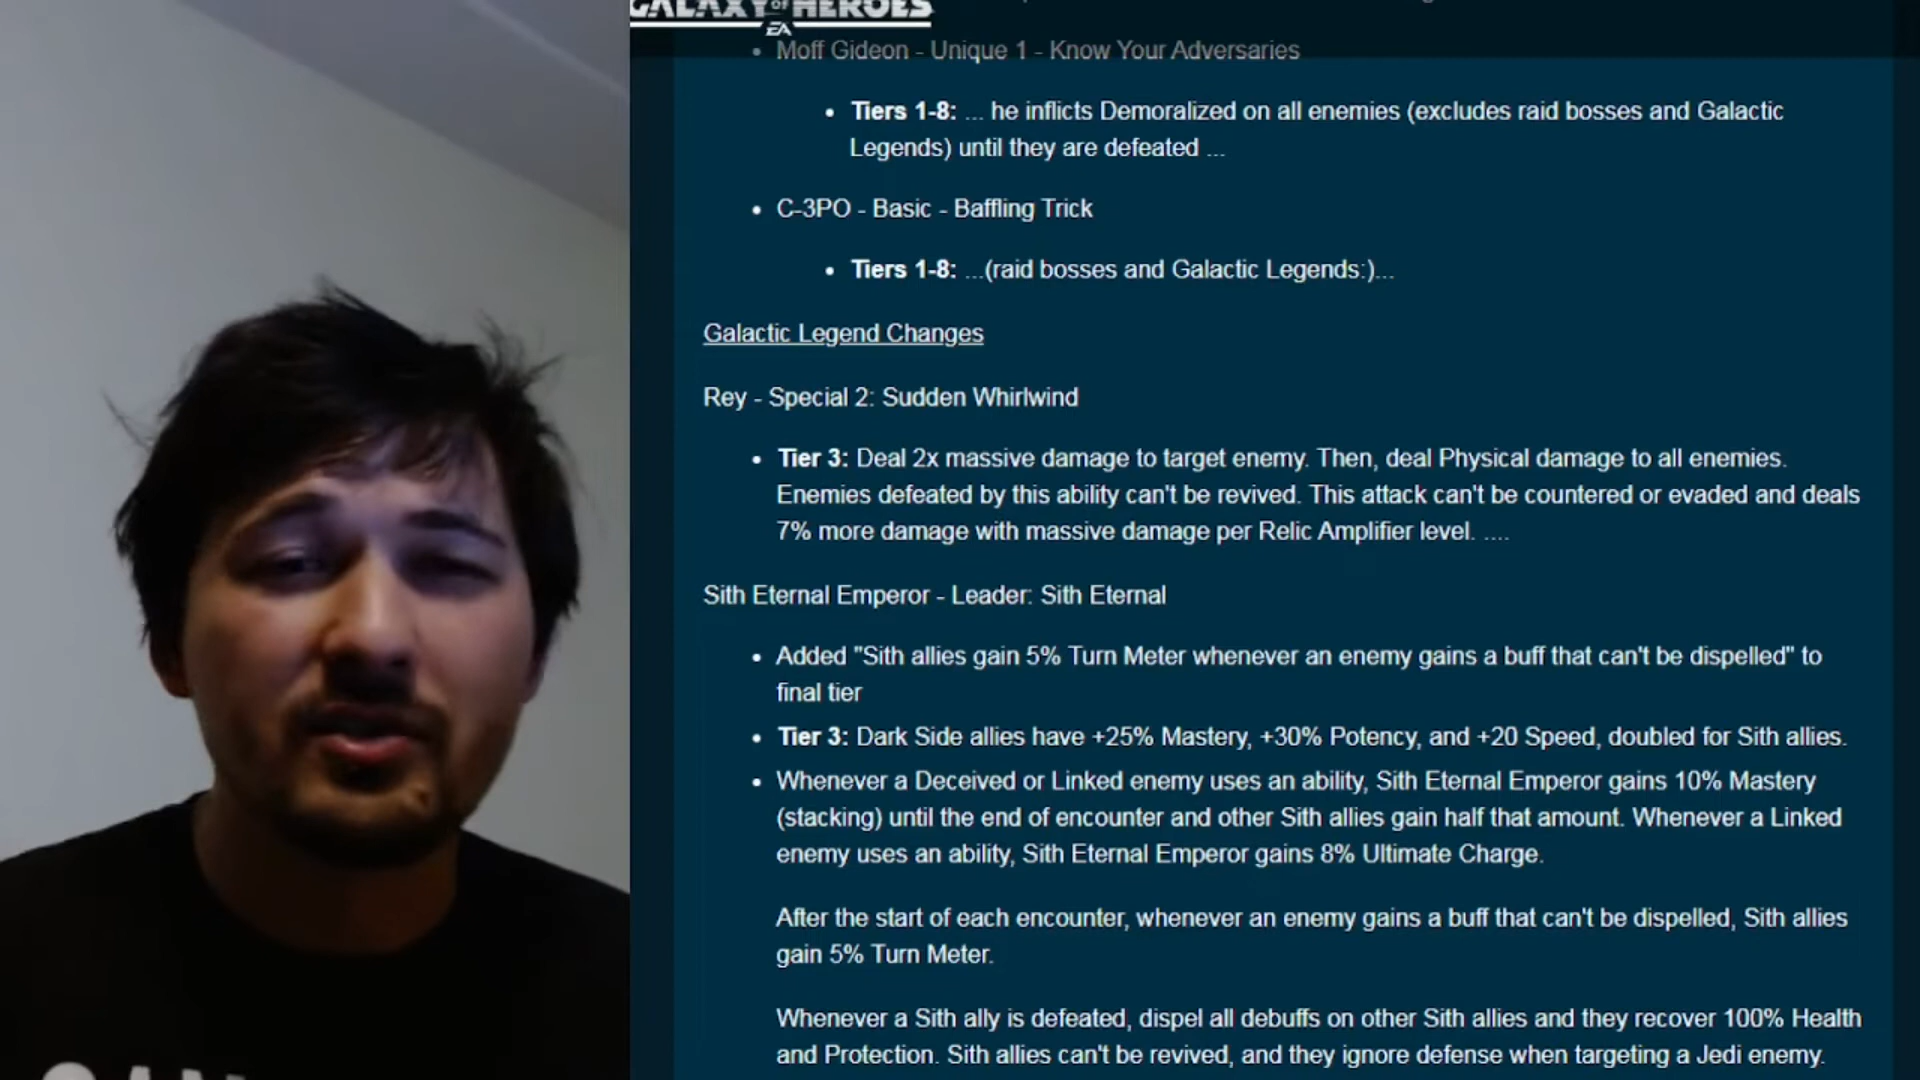 GALAXY OF HEROES
EA
• Moff Gideon - Unique 1 - Know Your Adversaries
• Tiers 1-8: ... he inflicts Demoralized on all enemies (excludes raid bosses and Galactic
Legends) until they are defeated ...
• C-3PO - Basic - Baffling Trick
• Tiers 1-8: ...(raid bosses and Galactic Legends:)...
Galactic Legend Changes
Rey - Special 2: Sudden Whirlwind
• Tier 3: Deal 2x massive damage to target enemy. Then, deal Physical damage to all enemies.
Enemies defeated by this ability can't be revived. This attack can't be countered or evaded and deals
7% more damage with massive damage per Relic Amplifier level. ....
Sith Eternal Emperor - Leader: Sith Eternal
• Added "Sith allies gain 5% Turn Meter whenever an enemy gains a buff that can't be dispelled" to
final tier
• Tier 3: Dark Side allies have +25% Mastery, +30% Potency, and +20 Speed, doubled for Sith allies.
• Whenever a Deceived or Linked enemy uses an ability, Sith Eternal Emperor gains 10% Mastery
(stacking) until the end of encounter and other Sith allies gain half that amount. Whenever a Linked
enemy uses an ability, Sith Eternal Emperor gains 8% Ultimate Charge.
After the start of each encounter, whenever an enemy gains a buff that can't be dispelled, Sith allies
gain 5% Turn Meter.
Whenever a Sith ally is defeated, dispel all debuffs on other Sith allies and they recover 100% Health
and Protection. Sith allies can't be revived, and they ignore defense when targeting a Jedi enemy.